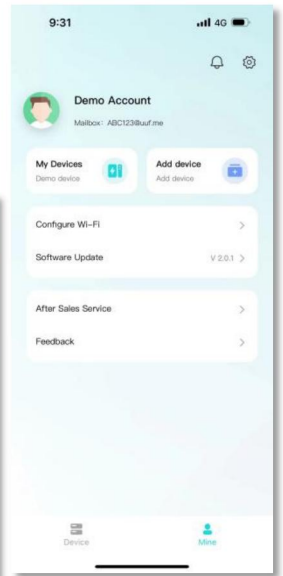 9:31
4G
Demo Account
Mailbox: ABC123@uuf.me
My Devices
Demo device
Add device
Add device
Configure Wi-Fi
Software Update V 2.0.1
After Sales Service
Feedback
Device
Mine